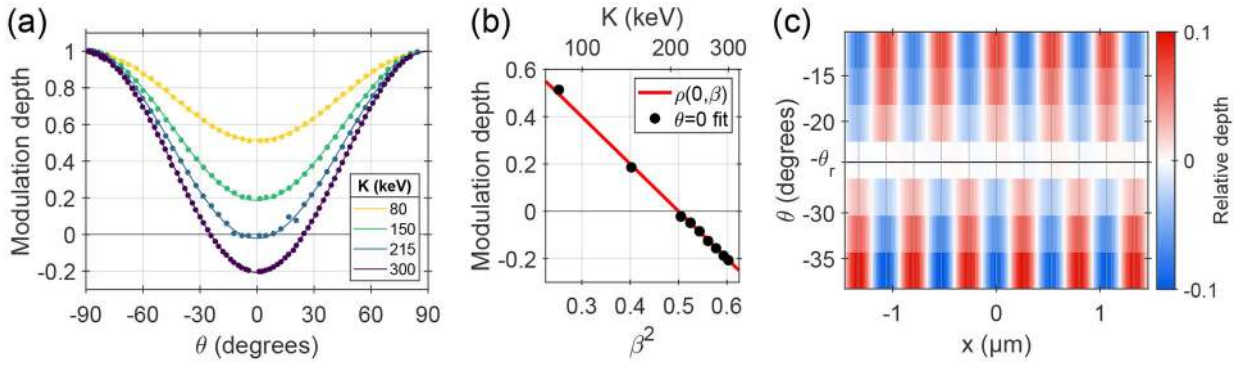 (a)
Modulation depth
1
0.8
0.6
0.4
0.2
0
-0.2
-90 -60 -30 0 30 60 90
θ (degrees)
K (keV)
80
150
215
300
(b)
K (keV)
100 200 300
Modulation depth
0.6
0.4
0.2
0
-0.2
ρ(0,β)
θ=0 fit
0.3 0.4 0.5 0.6
β²
(c)
θ (degrees)
-15
-20
-θr
-30
-35
-1 0 1
x (μm)
0.1
0
-0.1
Relative depth